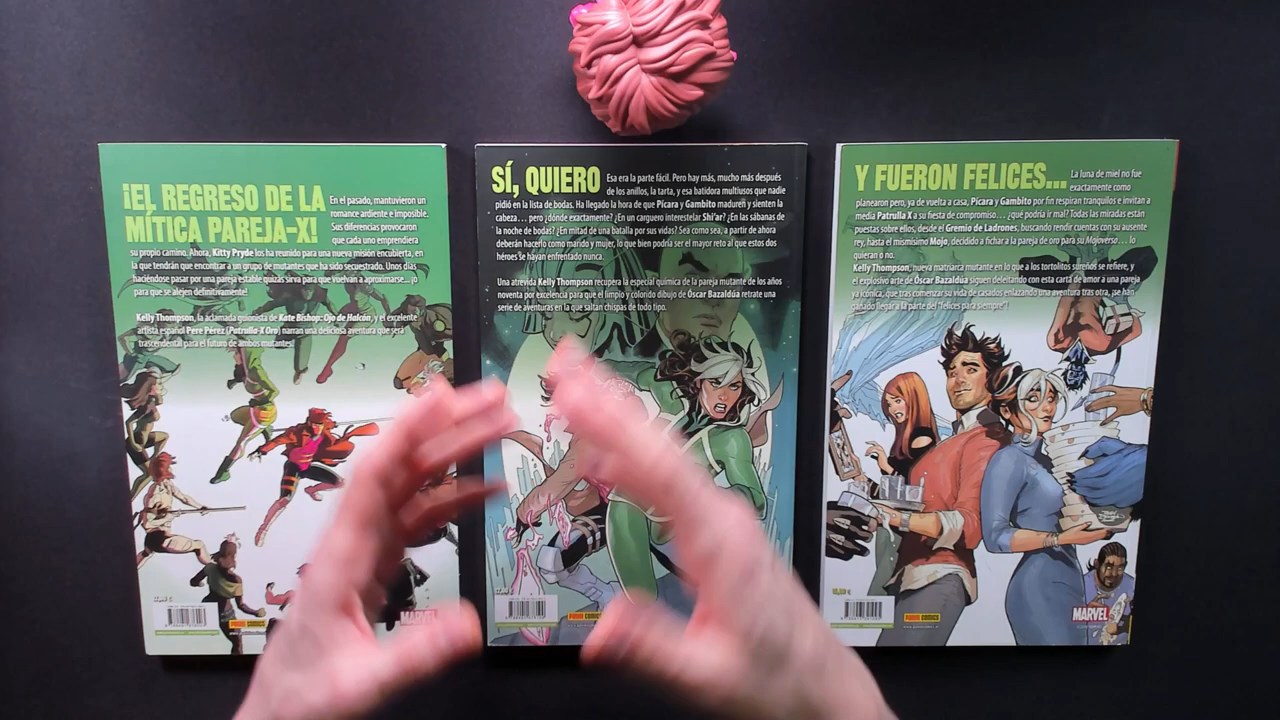 ¡EL REGRESO DE LA
MÍTICA PAREJA-X!
En el pasado, mantuvieron un
romance ardiente e imposible.
Sus diferencias provocaron
que cada uno emprendiera
su propio camino. Ahora, Kitty Pryde los ha reunido para una nueva misión encubierta, en
la que tendrán que encontrar a un grupo de mutantes que ha sido secuestrado. Unos días
haciéndose pasar por una pareja estable quizás sirva para que vuelvan a aproximarse... ¡o
para que se alejen definitivamente!
Kelly Thompson, la aclamada guionista de Kate Bishop: Ojo de Halcón, y el excelente
artista español Pere Pérez (Patrulla-X Oro) narran una deliciosa aventura que será
trascendental para el futuro de ambos mutantes.
MARVEL
SÍ, QUIERO
Esa era la parte fácil. Pero hay más, mucho más después
de los anillos, la tarta, y esa batidora multiusos que nadie
pidió en la lista de bodas. Ha llegado la hora de que Pícara y Gambito maduren y sienten la
cabeza... pero ¿dónde exactamente? ¿En un carguero interestelar Shi'ar? ¿En las sábanas de
la noche de bodas? ¿En mitad de una batalla por sus vidas? Sea como sea, a partir de ahora
deberán hacerlo como marido y mujer, lo que bien podría ser el mayor reto al que estos dos
héroes se hayan enfrentado nunca.
Una atrevida Kelly Thompson recupera la especial química de la pareja mutante de los años
noventa por excelencia para que el limpio y colorido dibujo de Óscar Bazaldúa retrate una
serie de aventuras en la que saltan chispas de todo tipo.
PANINI COMICS
Y FUERON FELICES...
La luna de miel no fue
exactamente como
planearon pero, ya de vuelta a casa, Pícara y Gambito por fin respiran tranquilos e invitan a
media Patrulla X a su fiesta de compromiso... ¿qué podría ir mal? Todas las miradas están
puestas sobre ellos, desde el Gremio de Ladrones, buscando rendir cuentas con su ausente
rey, hasta el mismísimo Mojo, decidido a fichar a la pareja de oro para su Mojoverso... lo
quieran o no.
Kelly Thompson, nueva matriarca mutante en lo que a los tortolitos sureños se refiere, y
el explosivo arte de Óscar Bazaldúa siguen deleitando con esta carta de amor a una pareja
ya icónica, que tras comenzar su vida de casados enlazando una aventura tras otra, ¡se han
ganado llegar a la parte del "felices para siempre"!
PANINI COMICS
MARVEL